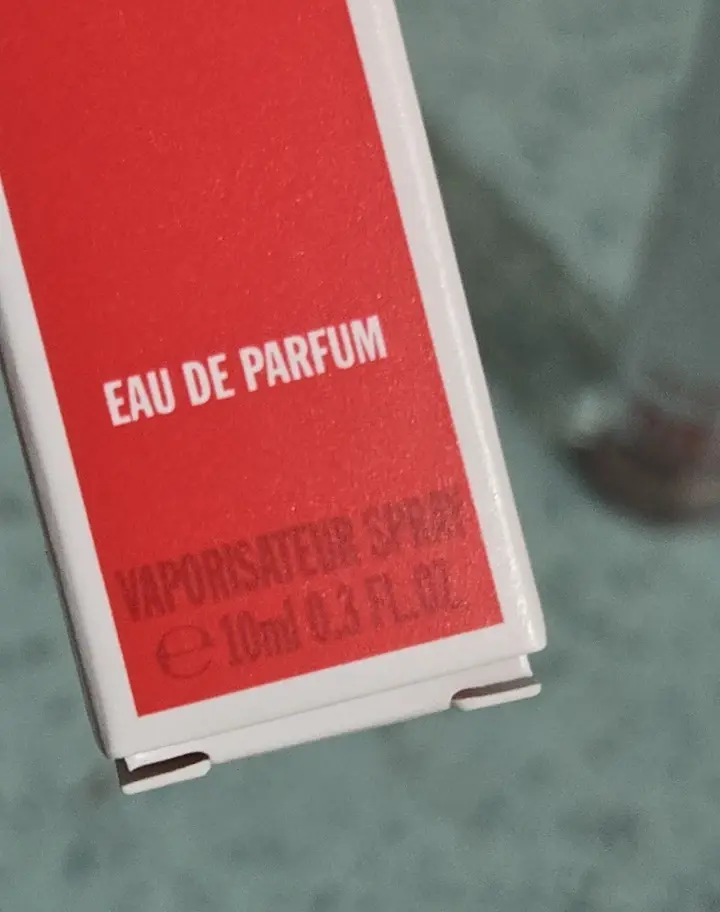 EAU DE PARFUM
VAPORISATEUR SPRAY
℮ 10ml 0.3 FL.OZ.